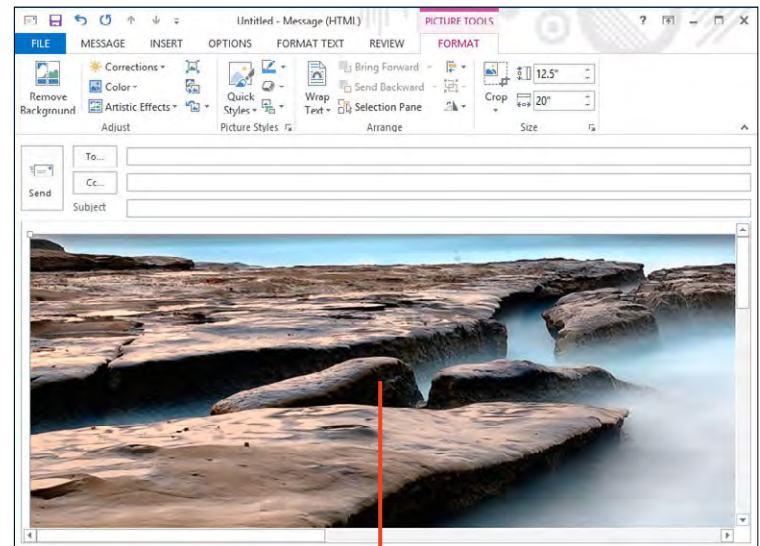 Untitled - Message (HTML) PICTURE TOOLS ?
FILE MESSAGE INSERT OPTIONS FORMAT TEXT REVIEW FORMAT
Remove Background
Corrections
Color
Artistic Effects
Adjust
Quick Styles
Picture Styles
Wrap Text
Bring Forward
Send Backward
Selection Pane
Arrange
Crop
12.5"
20"
Size
Send
To...
Cc...
Subject